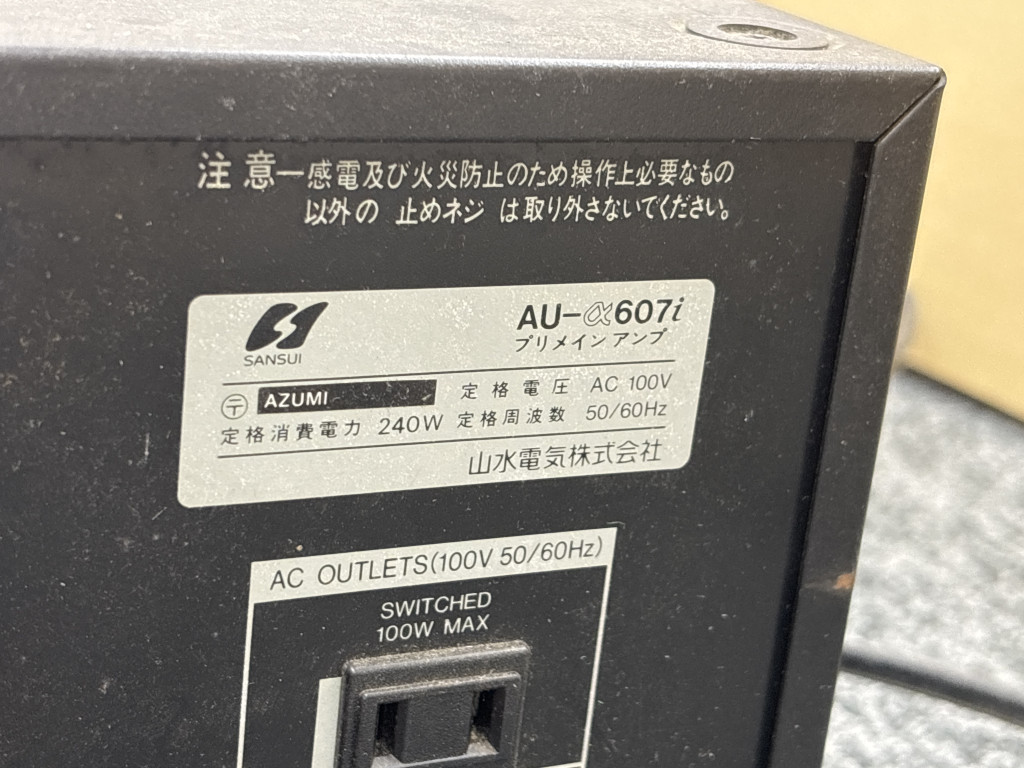 注意ー感電及び火災防止のため操作上必要なもの
以外の 止めネジ は取り外さないでください。
SANSUI
AU-α607i
プリメインアンプ
〒 AZUMI 定格電圧 AC 100V
定格消費電力 240W 定格周波数 50/60Hz
山水電気株式会社
AC OUTLETS(100V 50/60Hz)
SWITCHED
100W MAX